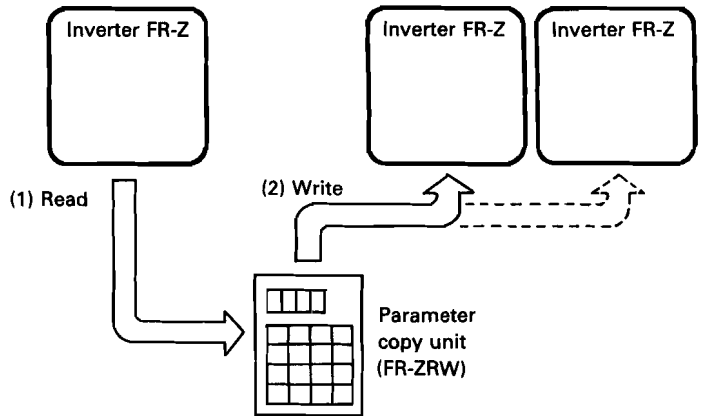 Inverter FR-Z
Inverter FR-Z
Inverter FR-Z
(1) Read
(2) Write
Parameter
copy unit
(FR-ZRW)